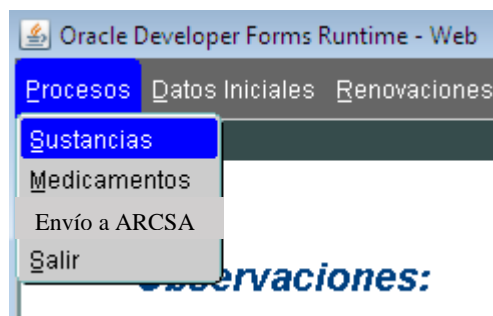 Oracle Developer Forms Runtime - Web
Procesos Datos Iniciales Renovaciones
Sustancias
Medicamentos
Envío a ARCSA
Salir
Observaciones: